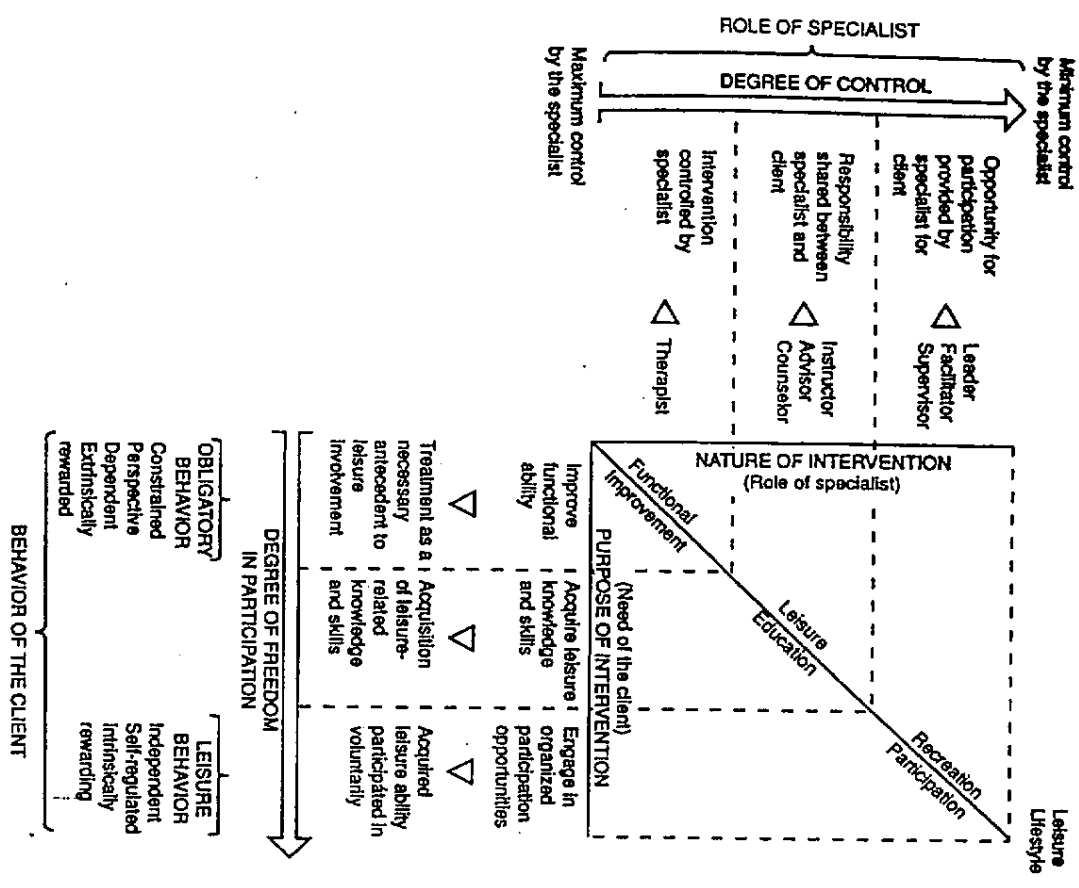 ROLE OF SPECIALIST
DEGREE OF CONTROL
Maximum control
by the specialist
Minimum control
by the specialist
Intervention
controlled by
specialist
Therapist
Responsibility
shared between
specialist and
client
Instructor
Advisor
Counselor
Opportunity for
participation
provided by
specialist for
client
Leader
Facilitator
Supervisor
NATURE OF INTERVENTION
(Role of specialist)
Functional
Improvement
Leisure
Education
Recreation
Participation
Leisure
Lifestyle
PURPOSE OF INTERVENTION
(Need of the client)
Improve
functional
ability
Acquire leisure
knowledge
and skills
Engage in
organized
participation
opportunities
Treatment as a
necessary
antecedent to
leisure
involvement
Acquisition
of leisure-
related
knowledge
and skills
Acquired
leisure ability
participated in
voluntarily
DEGREE OF FREEDOM
IN PARTICIPATION
OBLIGATORY
BEHAVIOR
Constrained
Perspective
Dependent
Extrinsically
rewarded
LEISURE
BEHAVIOR
Independent
Self-regulated
Intrinsically
rewarding
BEHAVIOR OF THE CLIENT